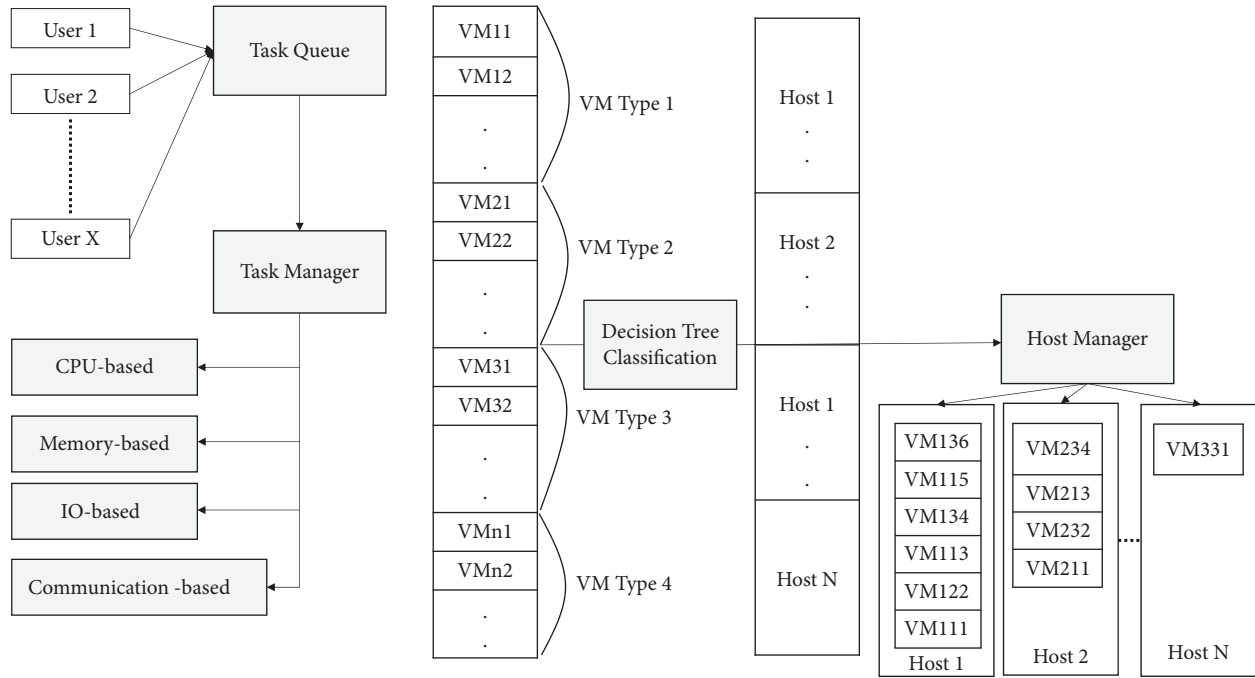 User 1
User 2
User X
Task Queue
Task Manager
CPU-based
Memory-based
IO-based
Communication -based
VM11
VM12
.
.
VM21
VM22
.
.
VM31
VM32
.
.
VMn1
VMn2
.
.
VM Type 1
VM Type 2
VM Type 3
VM Type 4
Decision Tree
Classification
Host 1
.
.
Host 2
.
.
Host 1
.
.
Host N
Host Manager
VM136
VM115
VM134
VM113
VM122
VM111
Host 1
VM234
VM213
VM232
VM211
Host 2
VM331
Host N